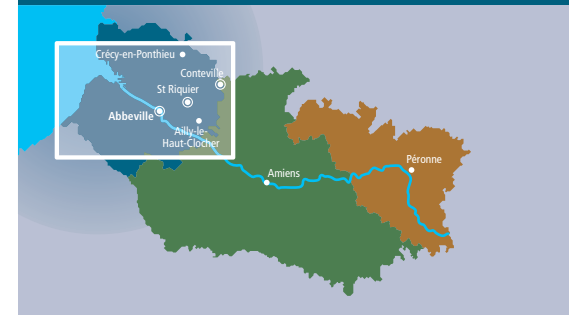 Crécy-en-Ponthieu
Conteville
St Riquier
Abbeville
Ailly-le-
Haut-Clocher
Péronne
Amiens